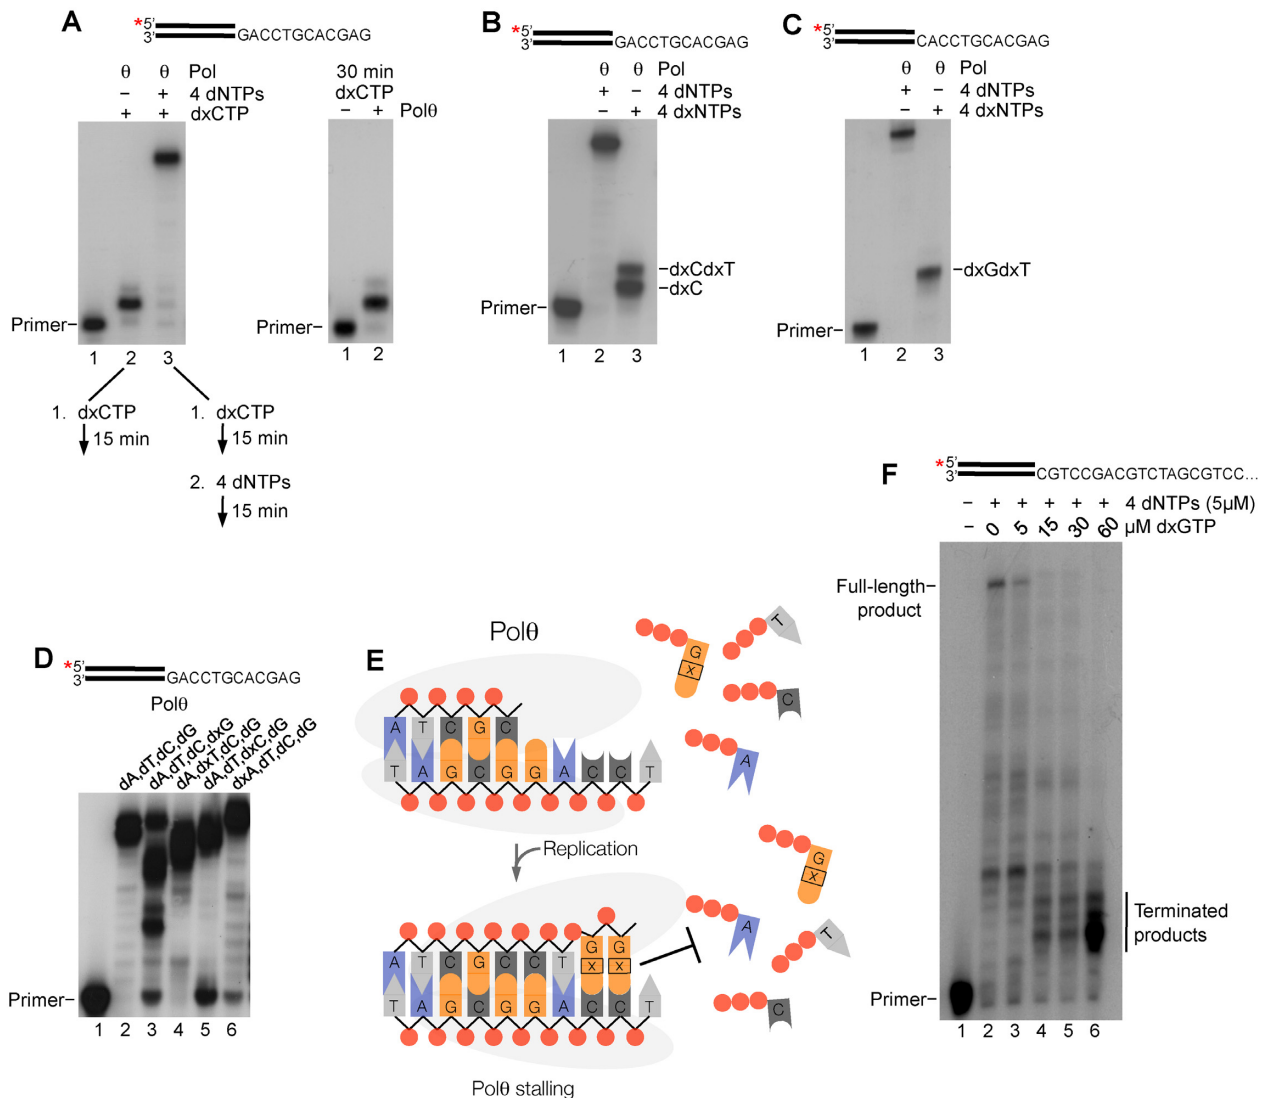 A
*5'
3'
GACCTGCACGAG
θ θ Pol
– + 4 dNTPs
+ + dxCTP
Primer–
1 2 3
1. dxCTP
15 min
1. dxCTP
15 min
2. 4 dNTPs
15 min
30 min
dxCTP
– + Polθ
Primer–
1 2
B
*5'
3'
GACCTGCACGAG
θ θ Pol
+ – 4 dNTPs
– + 4 dxNTPs
–dxCdxT
–dxC
Primer–
1 2 3
C
*5'
3'
CACCTGCACGAG
θ θ Pol
+ – 4 dNTPs
– + 4 dxNTPs
–dxGdxT
Primer–
1 2 3
D
*5'
3'
GACCTGCACGAG
Polθ
dA,dT,dC,dG
dA,dT,dC,dxG
dA,dxT,dC,dG
dA,dT,dxC,dG
dxA,dT,dC,dG
Primer–
1 2 3 4 5 6
E
Polθ
G
x
T
C
A
A T C G C
T A G C G G A C C T
Replication
G
x
A
T
C
A T C G C C T G G
x x
T A G C G G A C C T
Polθ stalling
F
*5'
3'
CGTCCGACGTCTAGCGTCC...
– + + + + + 4 dNTPs (5µM)
– 0 5 15 30 60 µM dxGTP
Full-length–
product
Terminated
products
Primer–
1 2 3 4 5 6